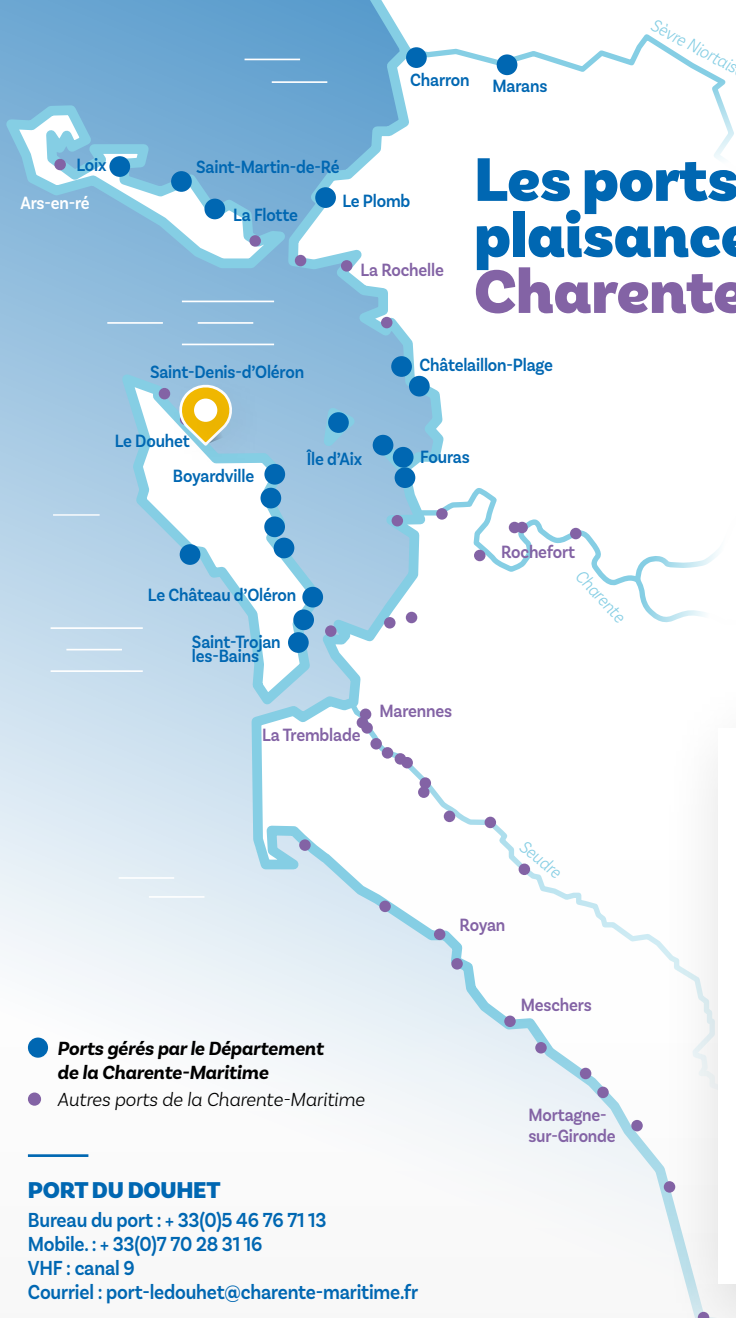 Sèvre Niortaise
Charron
Marans
Loix
Saint-Martin-de-Ré
Ars-en-ré
La Flotte
Le Plomb
Les ports
plaisance
Charente
La Rochelle
Châtelaillon-Plage
Saint-Denis-d'Oléron
Le Douhet
Île d'Aix
Fouras
Boyardville
Rochefort
Charente
Le Château d'Oléron
Saint-Trojan
les-Bains
Marennes
La Tremblade
Seudre
Royan
Meschers
Mortagne-
sur-Gironde
Ports gérés par le Département
de la Charente-Maritime
Autres ports de la Charente-Maritime
PORT DU DOUHET
Bureau du port : + 33(0)5 46 76 71 13
Mobile. : + 33(0)7 70 28 31 16
VHF : canal 9
Courriel : port-ledouhet@charente-maritime.fr